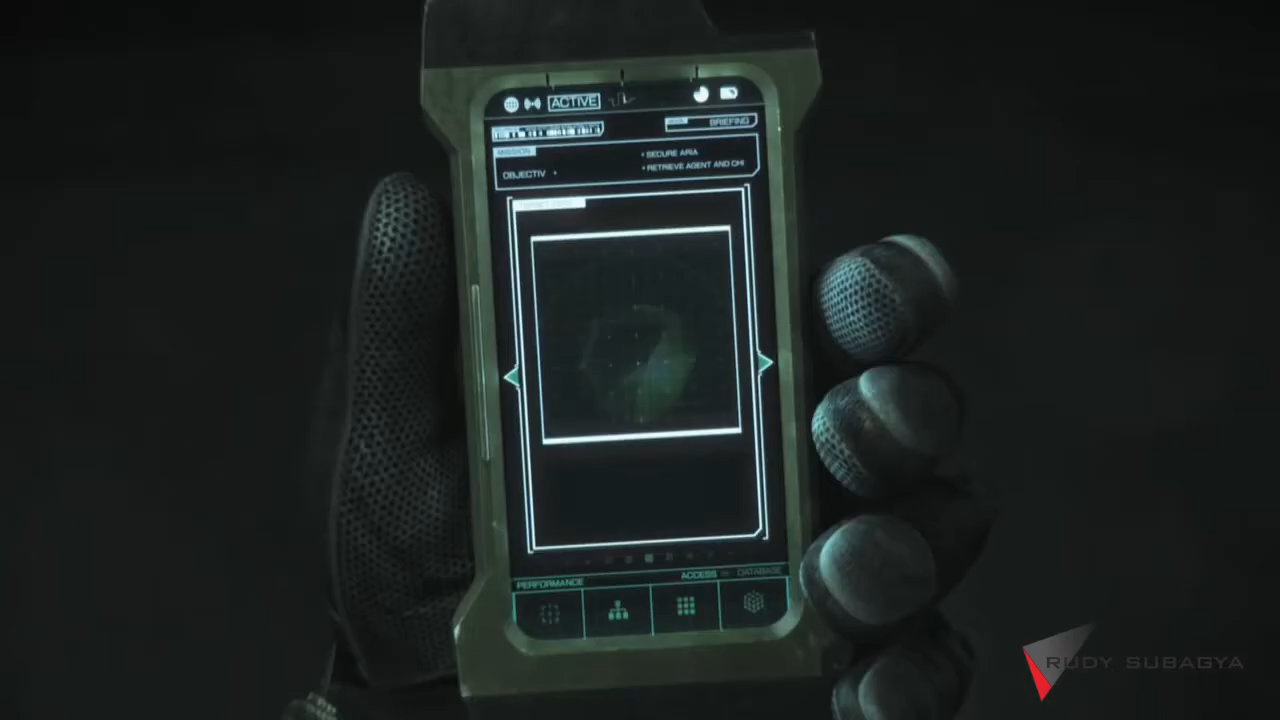 ACTIVE
BRIEFING
MISSION
• SECURE ARIA
OBJECTIV •
• RETRIEVE AGENT AND CHI
PERFORMANCE
ACCESS
DATABASE
RUDY SUBAGYA